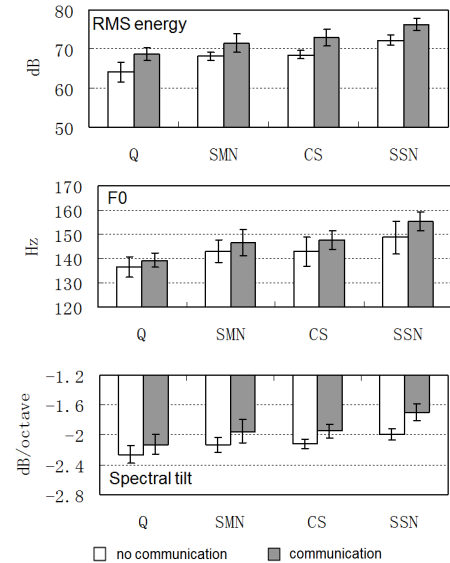 RMS energy
80
70
60
50
dB
Q SMN CS SSN
F0
170
160
150
140
130
120
Hz
Q SMN CS SSN
-1.2
-1.6
-2
-2.4
-2.8
dB/octave
Spectral tilt
Q SMN CS SSN
no communication communication